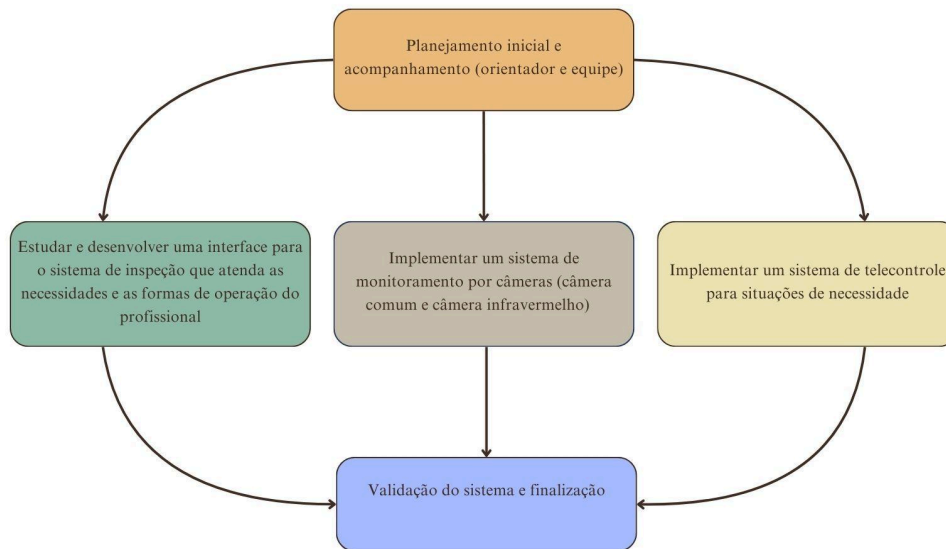 Planejamento inicial e
acompanhamento (orientador e equipe)
Estudar e desenvolver uma interface para
o sistema de inspeção que atenda as
necessidades e as formas de operação do
profissional
Implementar um sistema de
monitoramento por câmeras (câmera
comum e câmera infravermelho)
Implementar um sistema de telecontrole
para situações de necessidade
Validação do sistema e finalização